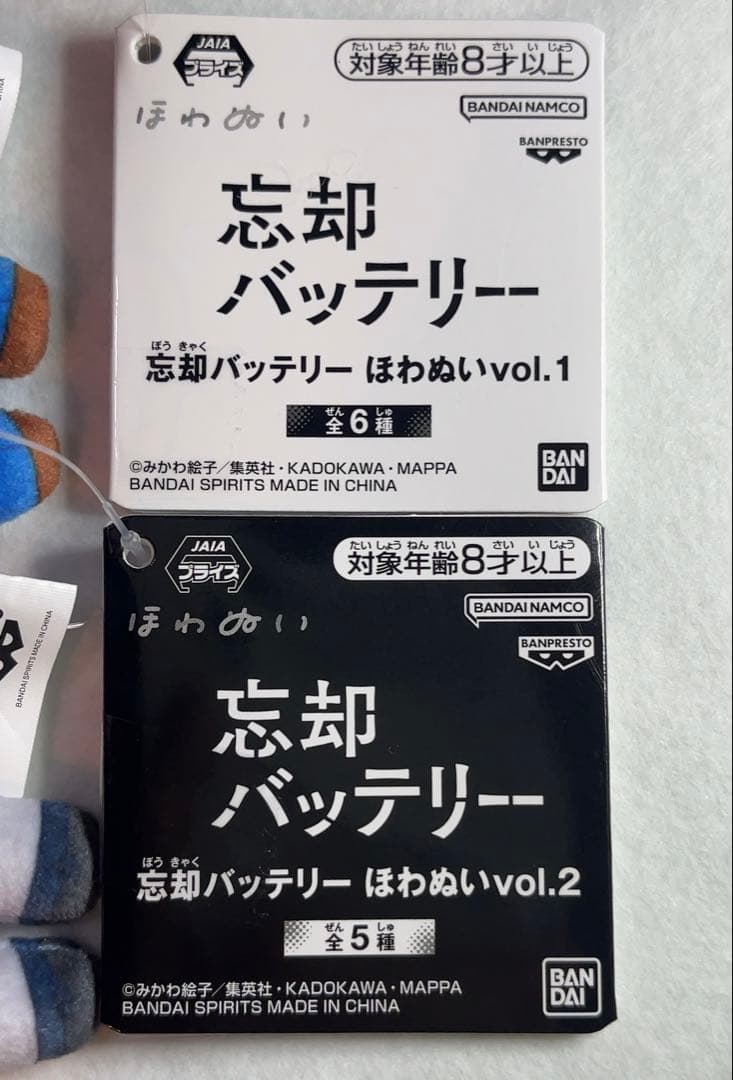 JAIA
プライズ
たいしょうねんれい さい いじょう
対象年齢8才以上
BANDAI NAMCO
BANPRESTO
ほわぬい
忘却
バッテリー
ぼうきゃく
忘却バッテリー ほわぬいvol.1
ぜん しゅ
全6種
©みかわ絵子/集英社・KADOKAWA・MAPPA
BANDAI SPIRITS MADE IN CHINA
BAN
DAI
JAIA
プライズ
たいしょうねんれい さい いじょう
対象年齢8才以上
BANDAI NAMCO
BANPRESTO
ほわぬい
忘却
バッテリー
ぼうきゃく
忘却バッテリー ほわぬいvol.2
ぜん しゅ
全5種
©みかわ絵子/集英社・KADOKAWA・MAPPA
BANDAI SPIRITS MADE IN CHINA
BAN
DAI
BANDAI SPIRITS MADE IN CHINA